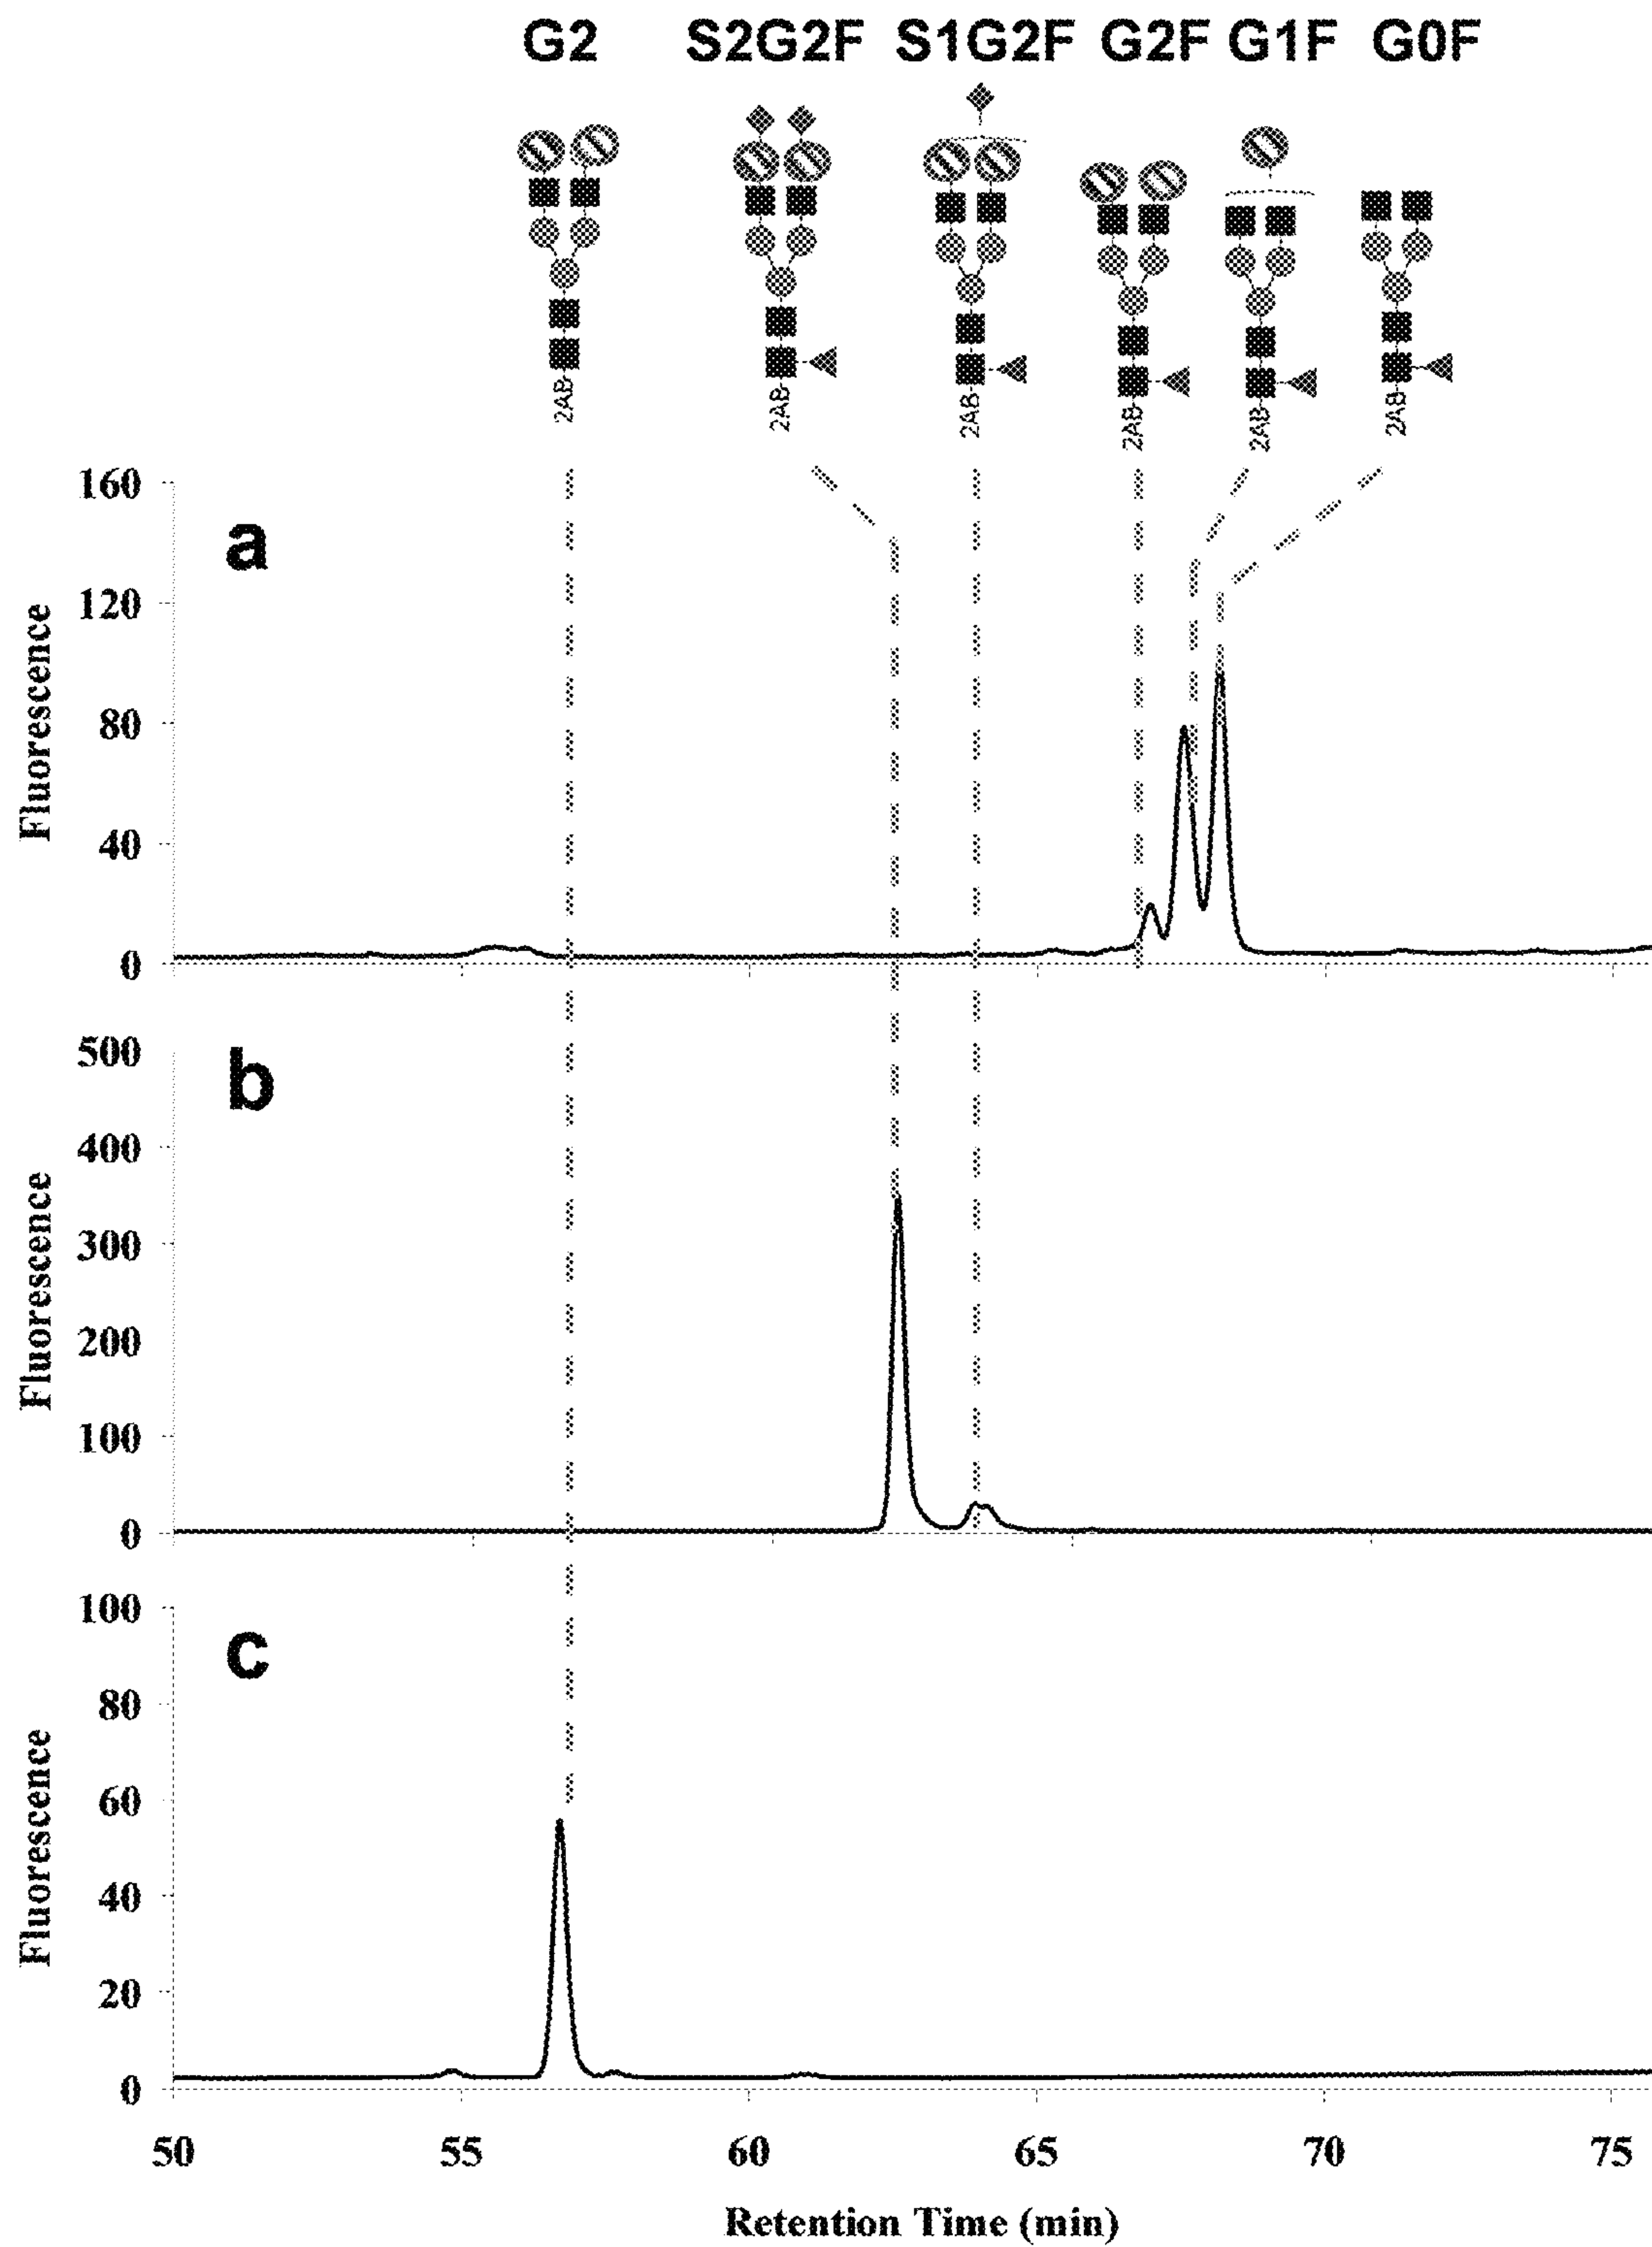 G2 S2G2F S1G2F G2F G1F G0F
2AB 2AB 2AB 2AB 2AB 2AB
a
Fluorescence
160
120
80
40
0
b
Fluorescence
500
400
300
200
100
0
c
Fluorescence
100
80
60
40
20
0
50 55 60 65 70 75
Retention Time (min)